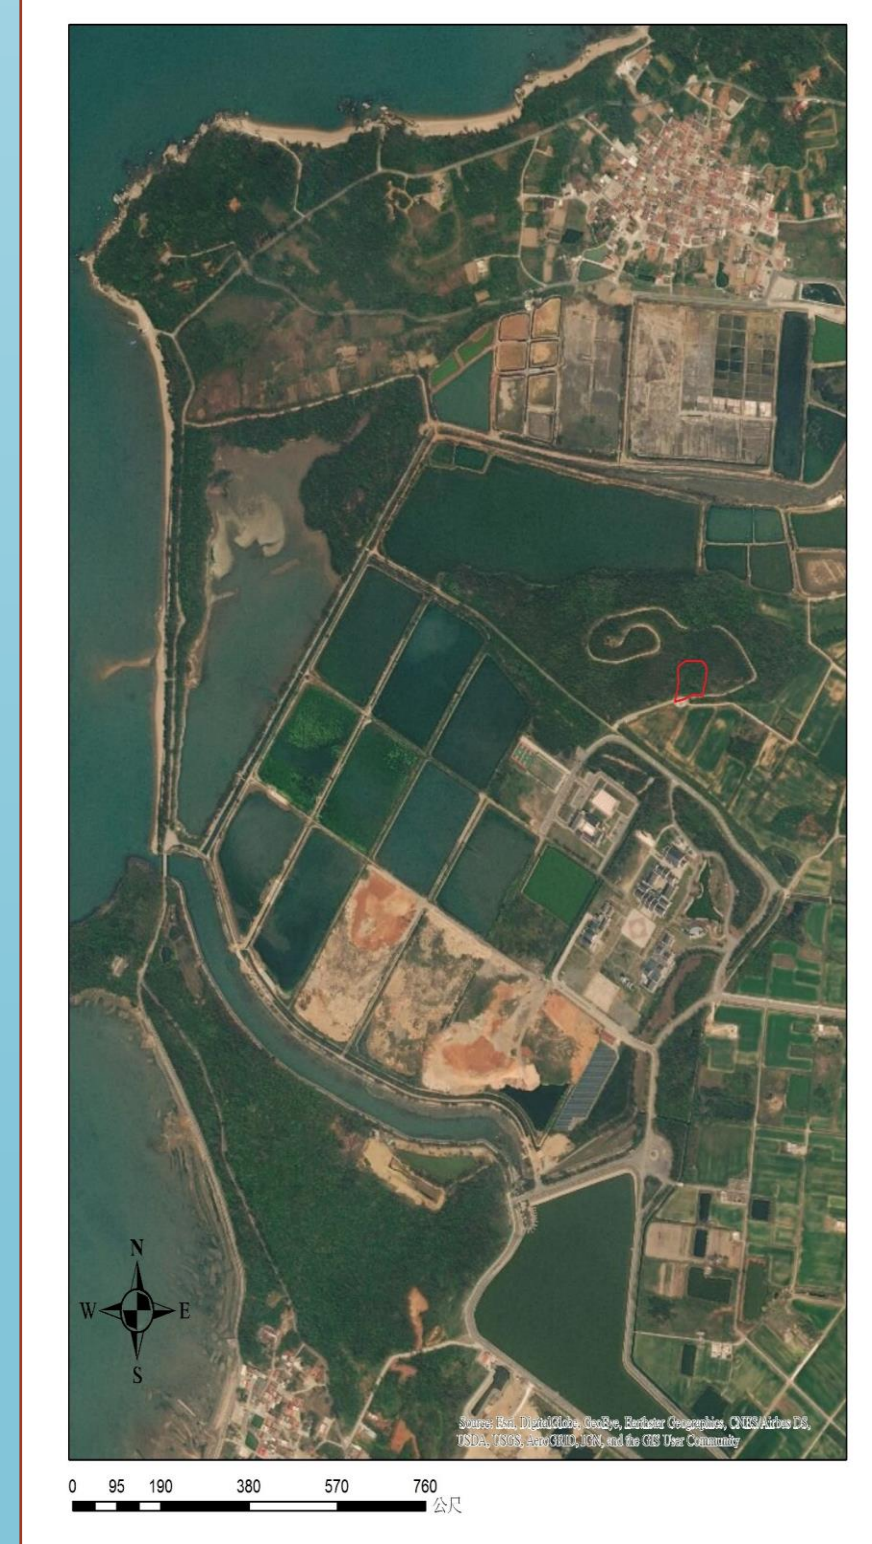 N
W E
S
Source: Esri, DigitalGlobe, GeoEye, Earthstar Geographics, CNES/Airbus DS,
USDA, USGS, AeroGRID, IGN, and the GIS User Community
0 95 190 380 570 760
公尺